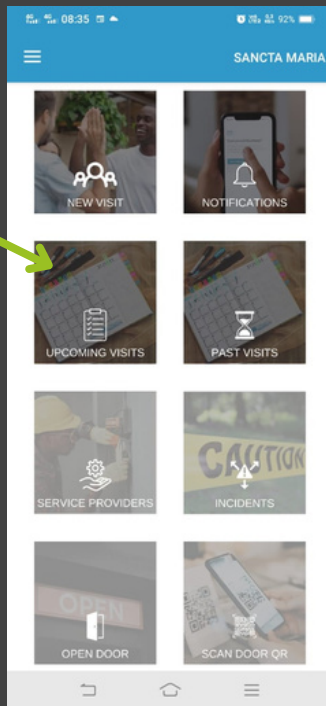 08:35
92%
SANCTA MARIA
NEW VISIT
NOTIFICATIONS
UPCOMING VISITS
PAST VISITS
CAUTION
SERVICE PROVIDERS
INCIDENTS
OPEN
OPEN DOOR
SCAN DOOR QR